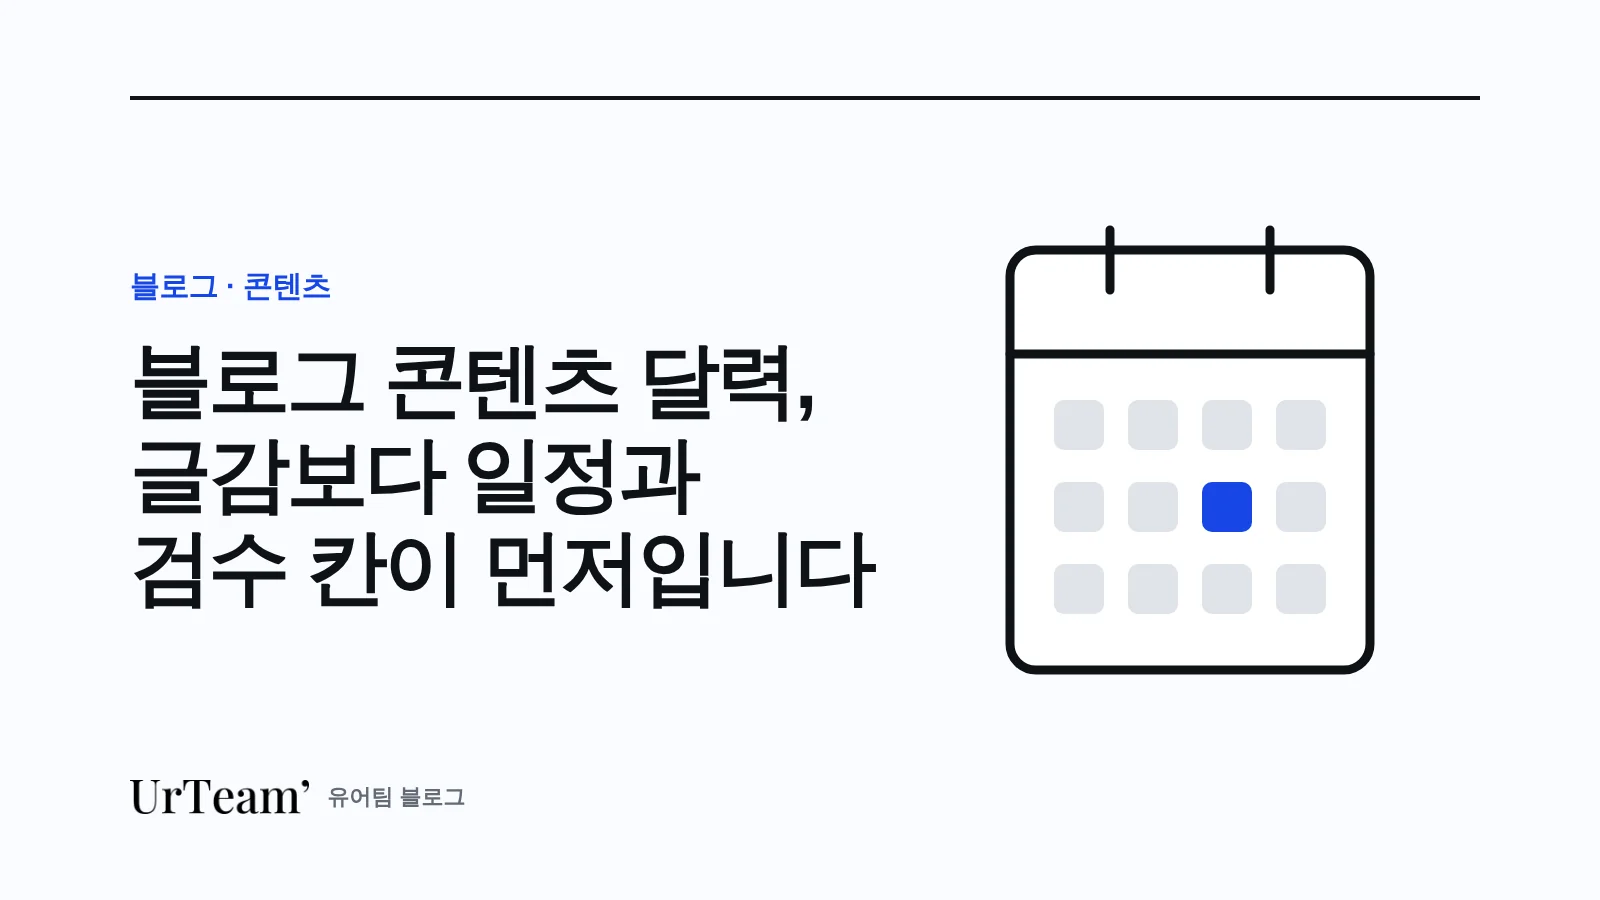 블로그 · 콘텐츠
블로그 콘텐츠 달력,
글감보다 일정과
검수 칸이 먼저입니다
UrTeam’ 유어팀 블로그